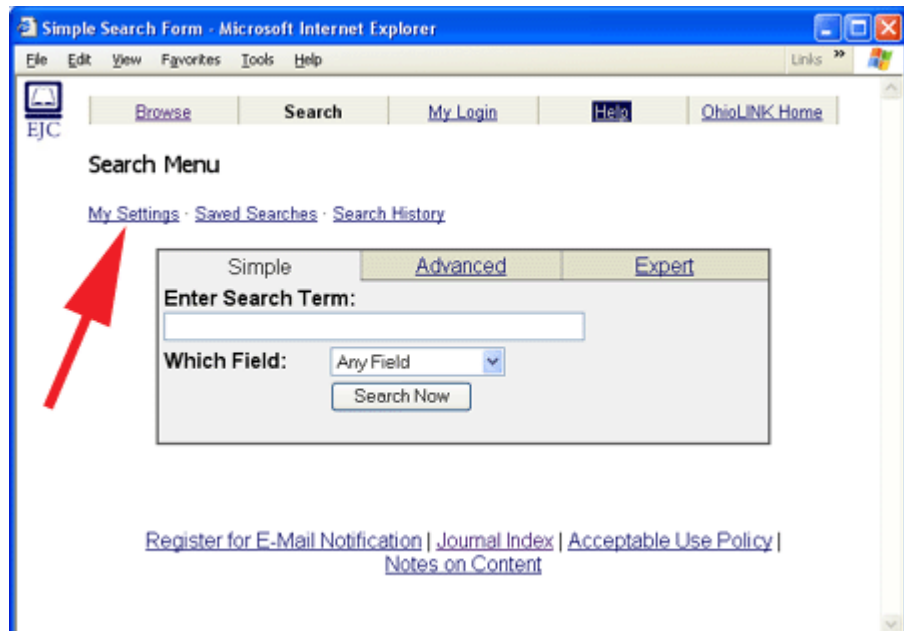 Simple Search Form - Microsoft Internet Explorer
File Edit View Favorites Tools Help Links »
EJC
Browse Search My Login Help OhioLINK Home
Search Menu
My Settings · Saved Searches · Search History
Simple Advanced Expert
Enter Search Term:
Which Field: Any Field
Search Now
Register for E-Mail Notification | Journal Index | Acceptable Use Policy |
Notes on Content